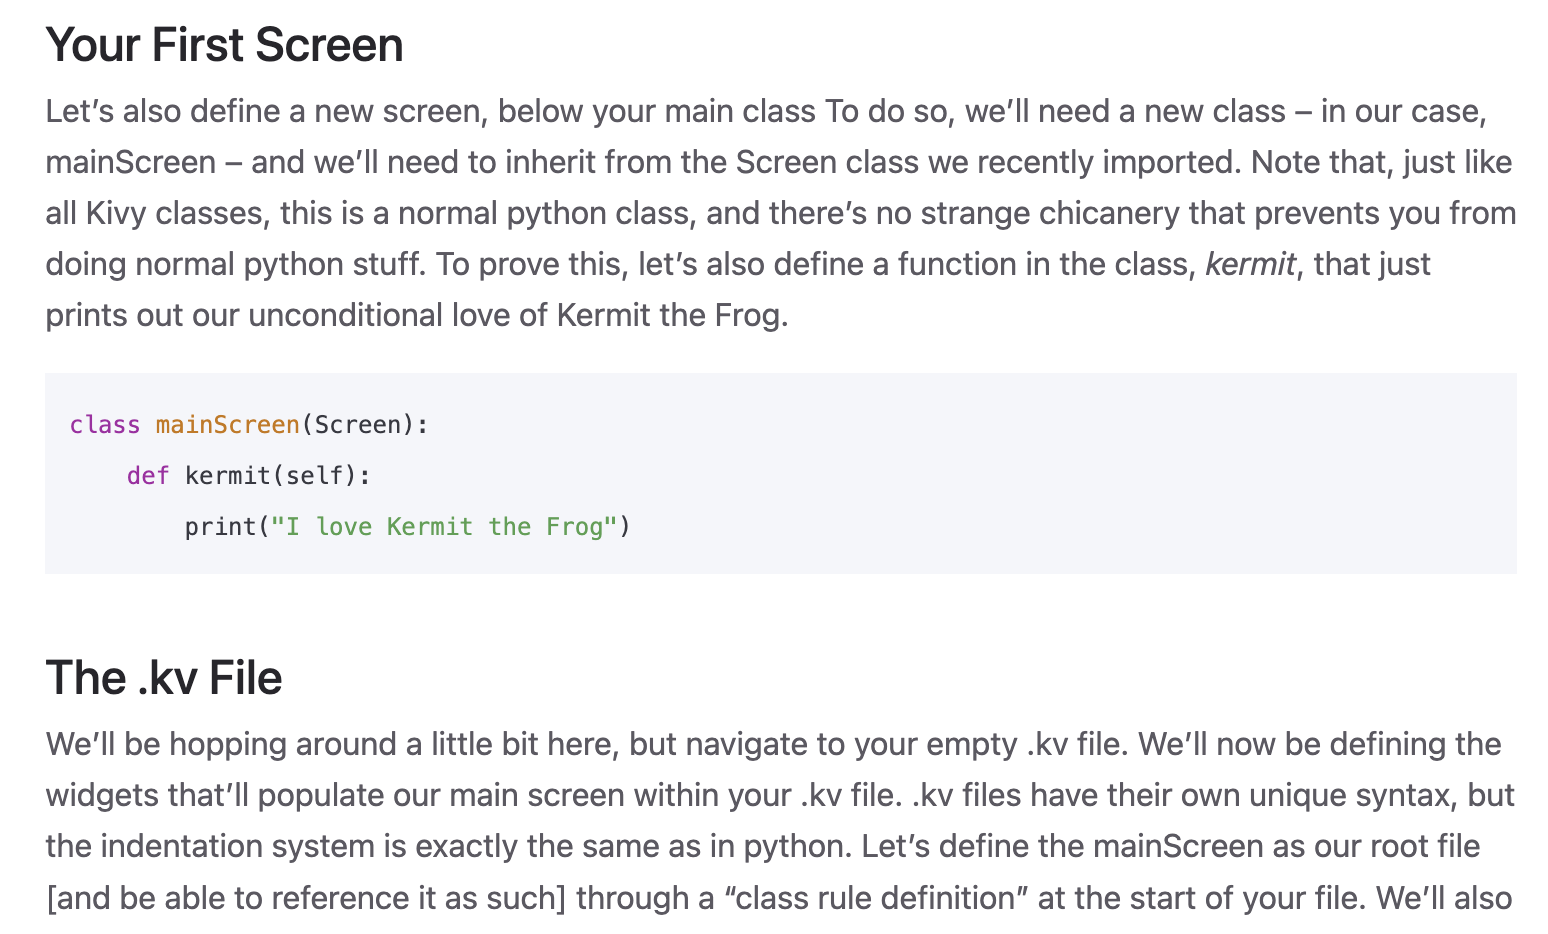 Your First Screen
Let’s also define a new screen, below your main class To do so, we’ll need a new class – in our case,
mainScreen – and we’ll need to inherit from the Screen class we recently imported. Note that, just like
all Kivy classes, this is a normal python class, and there’s no strange chicanery that prevents you from
doing normal python stuff. To prove this, let’s also define a function in the class, kermit, that just
prints out our unconditional love of Kermit the Frog.
class mainScreen(Screen):
    def kermit(self):
        print("I love Kermit the Frog")
The .kv File
We’ll be hopping around a little bit here, but navigate to your empty .kv file. We’ll now be defining the
widgets that’ll populate our main screen within your .kv file. .kv files have their own unique syntax, but
the indentation system is exactly the same as in python. Let’s define the mainScreen as our root file
[and be able to reference it as such] through a “class rule definition” at the start of your file. We’ll also